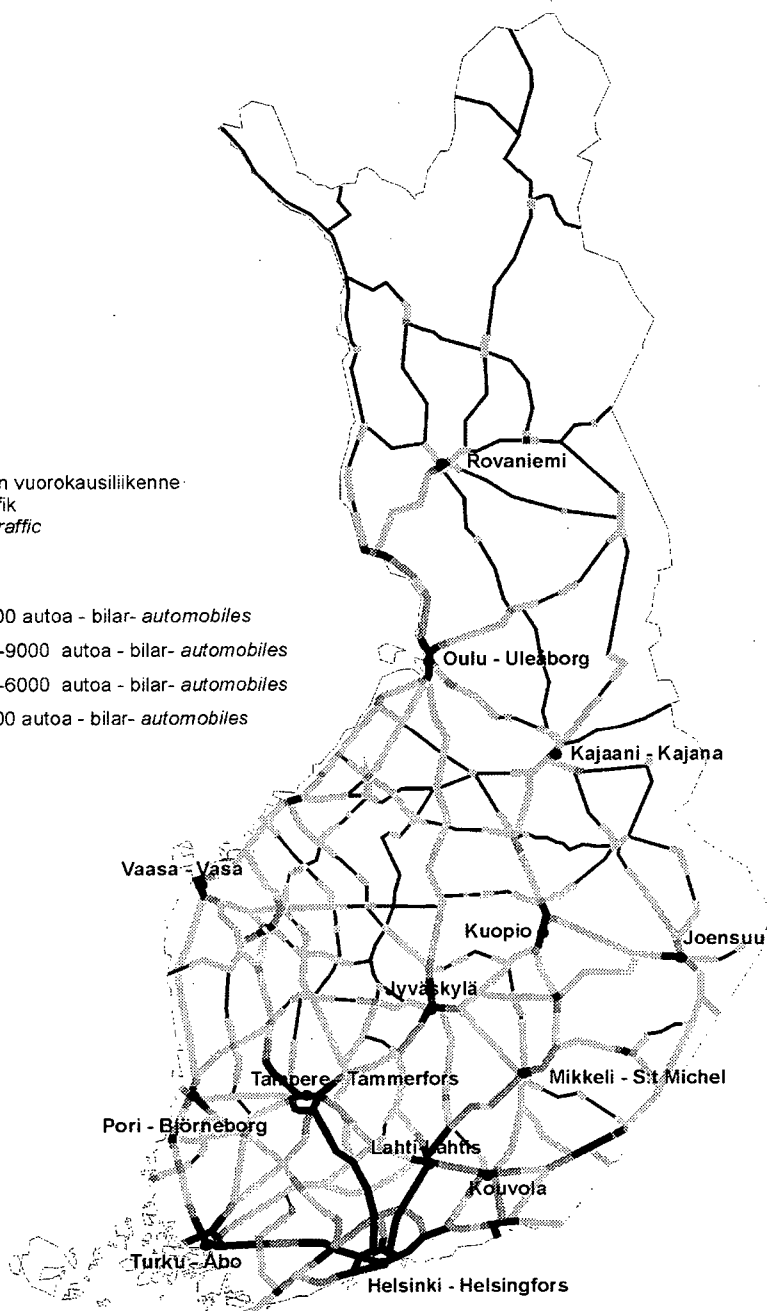 Rovaniemi
n vuorokausiliikenne
fik
raffic
00 autoa - bilar- automobiles
-9000 autoa - bilar- automobiles
Oulu - Uleåborg
-6000 autoa - bilar- automobiles
00 autoa - bilar- automobiles
Kajaani - Kajana
Vaasa - Vasa
Kuopio
Joensuu
Jyväskylä
Tampere - Tammerfors
Mikkeli - S:t Michel
Pori - Björneborg
Lahti-Lahtis
Kouvola
Turku - Åbo
Helsinki - Helsingfors